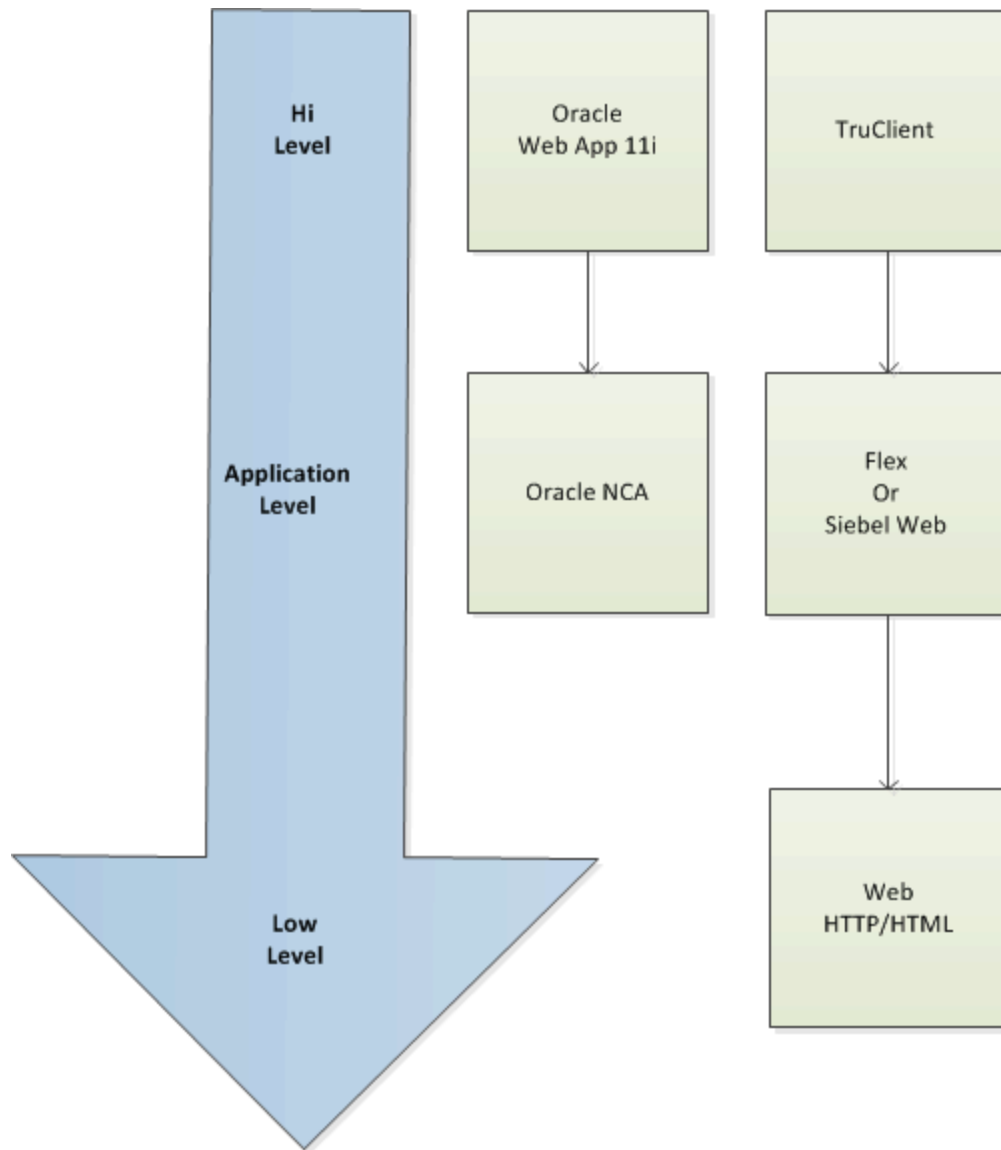 Hi
Level
Oracle
Web App 11i
TruClient
Application
Level
Oracle NCA
Flex
Or
Siebel Web
Low
Level
Web
HTTP/HTML